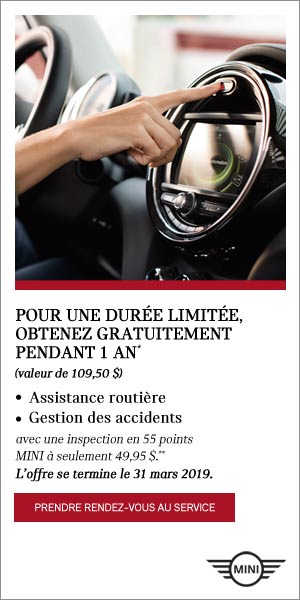 POUR UNE DURÉE LIMITÉE,
OBTENEZ GRATUITEMENT
PENDANT 1 AN*
(valeur de 109,50 $)
• Assistance routière
• Gestion des accidents
avec une inspection en 55 points
MINI à seulement 49,95 $.**
L'offre se termine le 31 mars 2019.
PRENDRE RENDEZ-VOUS AU SERVICE
MINI